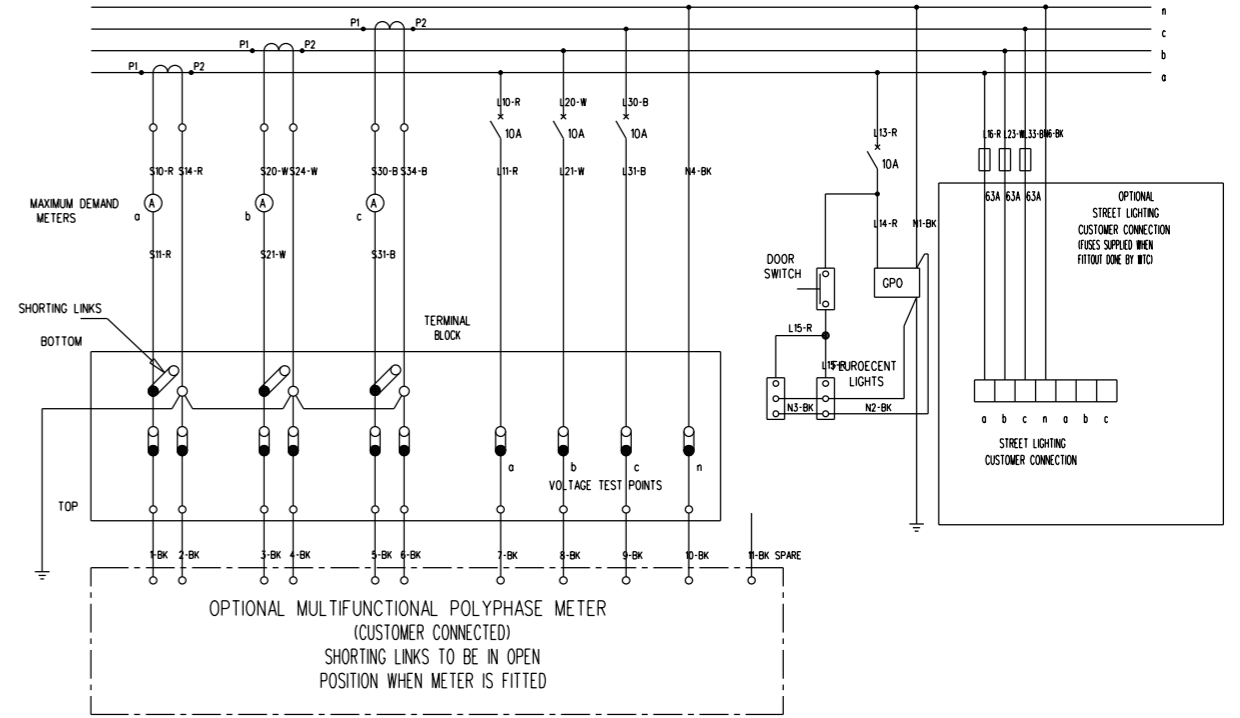 n
P1 P2
c
P1 P2
b
P1 P2
a
L10-R L20-W L30-B
10A 10A 10A
L13-R
10A
L16-R L23-W L33-B N6-BK
63A 63A 63A
S10-R S14-R S20-W S24-W S30-B S34-B L11-R L21-W L31-B N4-BK
MAXIMUM DEMAND
METERS
a A
b A
c A
S11-R S21-W S31-B
L14-R N1-BK
OPTIONAL
STREET LIGHTING
CUSTOMER CONNECTION
(FUSES SUPPLIED WHEN
FITTOUT DONE BY WTC)
DOOR
SWITCH
GPO
SHORTING LINKS
BOTTOM
TERMINAL
BLOCK
L15-R
L15-R
FLUROECENT
LIGHTS
N3-BK N2-BK
a b c n a b c
STREET LIGHTING
CUSTOMER CONNECTION
a b c n
VOLTAGE TEST POINTS
TOP
1-BK 2-BK 3-BK 4-BK 5-BK 6-BK 7-BK 8-BK 9-BK 10-BK 11-BK SPARE
OPTIONAL MULTIFUNCTIONAL POLYPHASE METER
(CUSTOMER CONNECTED)
SHORTING LINKS TO BE IN OPEN
POSITION WHEN METER IS FITTED